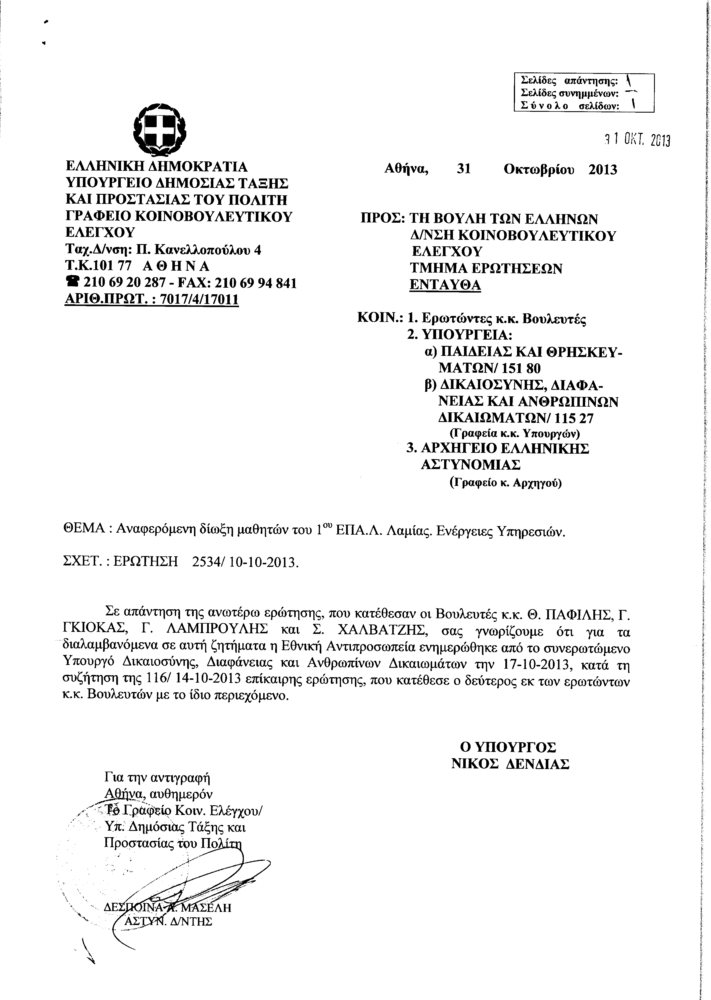 Σελίδες απάντησης: 1
Σελίδες συνημμένων: —
Σύνολο σελίδων: 1
31 ΟΚΤ. 2013
ΕΛΛΗΝΙΚΗ ΔΗΜΟΚΡΑΤΙΑ
ΥΠΟΥΡΓΕΙΟ ΔΗΜΟΣΙΑΣ ΤΑΞΗΣ
ΚΑΙ ΠΡΟΣΤΑΣΙΑΣ ΤΟΥ ΠΟΛΙΤΗ
ΓΡΑΦΕΙΟ ΚΟΙΝΟΒΟΥΛΕΥΤΙΚΟΥ
ΕΛΕΓΧΟΥ
Ταχ.Δ/νση: Π. Κανελλοπούλου 4
Τ.Κ.101 77 Α Θ Η Ν Α
☎ 210 69 20 287 - FAX: 210 69 94 841
ΑΡΙΘ.ΠΡΩΤ. : 7017/4/17011
Αθήνα, 31 Οκτωβρίου 2013
ΠΡΟΣ: ΤΗ ΒΟΥΛΗ ΤΩΝ ΕΛΛΗΝΩΝ
Δ/ΝΣΗ ΚΟΙΝΟΒΟΥΛΕΥΤΙΚΟΥ
ΕΛΕΓΧΟΥ
ΤΜΗΜΑ ΕΡΩΤΗΣΕΩΝ
ΕΝΤΑΥΘΑ
ΚΟΙΝ.: 1. Ερωτώντες κ.κ. Βουλευτές
2. ΥΠΟΥΡΓΕΙΑ:
α) ΠΑΙΔΕΙΑΣ ΚΑΙ ΘΡΗΣΚΕΥ-
ΜΑΤΩΝ/ 151 80
β) ΔΙΚΑΙΟΣΥΝΗΣ, ΔΙΑΦΑ-
ΝΕΙΑΣ ΚΑΙ ΑΝΘΡΩΠΙΝΩΝ
ΔΙΚΑΙΩΜΑΤΩΝ/ 115 27
(Γραφεία κ.κ. Υπουργών)
3. ΑΡΧΗΓΕΙΟ ΕΛΛΗΝΙΚΗΣ
ΑΣΤΥΝΟΜΙΑΣ
(Γραφείο κ. Αρχηγού)
ΘΕΜΑ : Αναφερόμενη δίωξη μαθητών του 1ου ΕΠΑ.Λ. Λαμίας. Ενέργειες Υπηρεσιών.
ΣΧΕΤ. : ΕΡΩΤΗΣΗ 2534/ 10-10-2013.
Σε απάντηση της ανωτέρω ερώτησης, που κατέθεσαν οι Βουλευτές κ.κ. Θ. ΠΑΦΙΛΗΣ, Γ.
ΓΚΙΟΚΑΣ, Γ. ΛΑΜΠΡΟΥΛΗΣ και Σ. ΧΑΛΒΑΤΖΗΣ, σας γνωρίζουμε ότι για τα
διαλαμβανόμενα σε αυτή ζητήματα η Εθνική Αντιπροσωπεία ενημερώθηκε από το συνερωτώμενο
Υπουργό Δικαιοσύνης, Διαφάνειας και Ανθρωπίνων Δικαιωμάτων την 17-10-2013, κατά τη
συζήτηση της 116/ 14-10-2013 επίκαιρης ερώτησης, που κατέθεσε ο δεύτερος εκ των ερωτώντων
κ.κ. Βουλευτών με το ίδιο περιεχόμενο.
Ο ΥΠΟΥΡΓΟΣ
ΝΙΚΟΣ ΔΕΝΔΙΑΣ
Για την αντιγραφή
Αθήνα, αυθημερόν
Το Γραφείο Κοιν. Ελέγχου/
Υπ. Δημόσιας Τάξης και
Προστασίας του Πολίτη
ΔΕΣΠΟΙΝΑ Α. ΜΑΣΕΛΗ
ΑΣΤΥΝ. Δ/ΝΤΗΣ